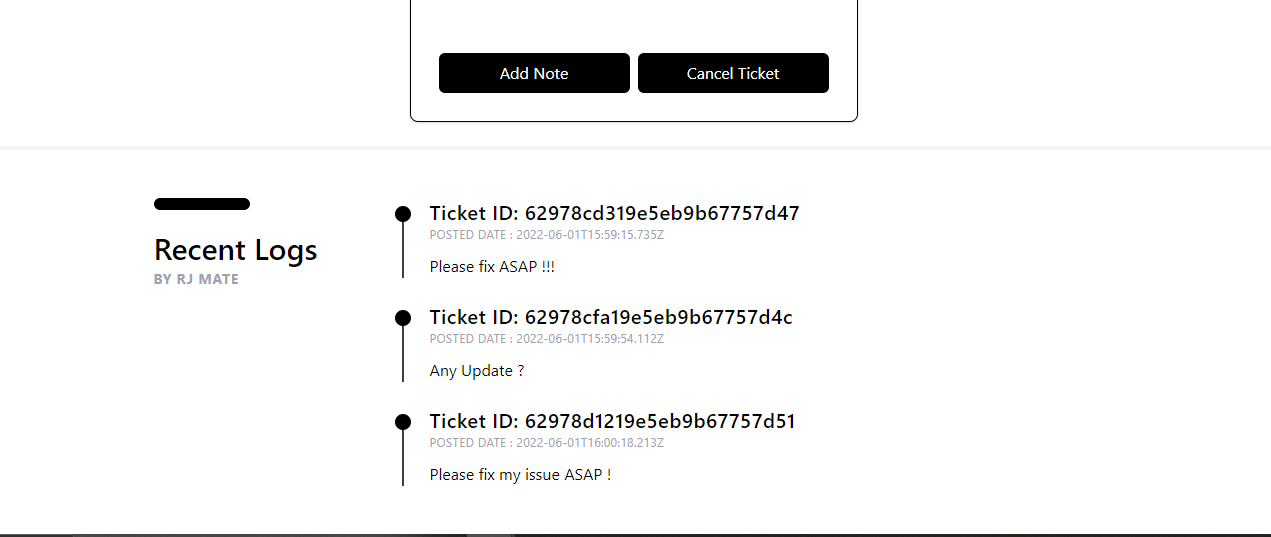 Add Note
Cancel Ticket
Recent Logs
BY RJ MATE
Ticket ID: 62978cd319e5eb9b67757d47
POSTED DATE : 2022-06-01T15:59:15.735Z
Please fix ASAP !!!
Ticket ID: 62978cfa19e5eb9b67757d4c
POSTED DATE : 2022-06-01T15:59:54.112Z
Any Update ?
Ticket ID: 62978d1219e5eb9b67757d51
POSTED DATE : 2022-06-01T16:00:18.213Z
Please fix my issue ASAP !